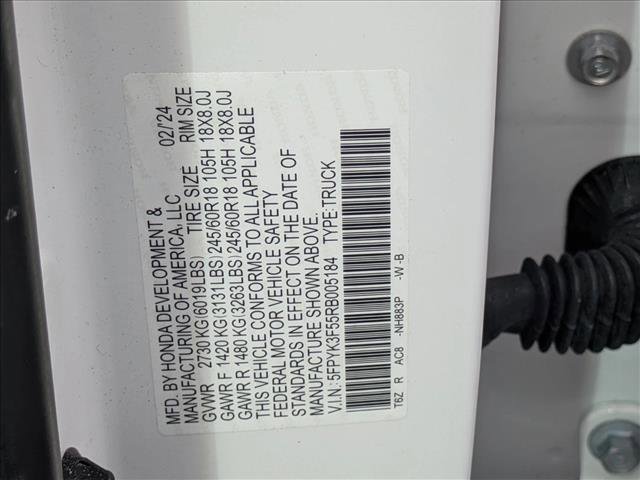 MFD. BY HONDA DEVELOPMENT & 02/'24
MANUFACTURING OF AMERICA, LLC
GVWR 2730 KG(6019LBS) TIRE SIZE RIM SIZE
GAWR F 1420 KG(3131LBS) 245/60R18 105H 18X8.0J
GAWR R 1480 KG(3263LBS) 245/60R18 105H 18X8.0J
THIS VEHICLE CONFORMS TO ALL APPLICABLE
FEDERAL MOTOR VEHICLE SAFETY
STANDARDS IN EFFECT ON THE DATE OF
MANUFACTURE SHOWN ABOVE.
V.I.N.: 5FPYK3F55RB005184 TYPE:TRUCK
T6Z R AC8 -NH883P -W-B